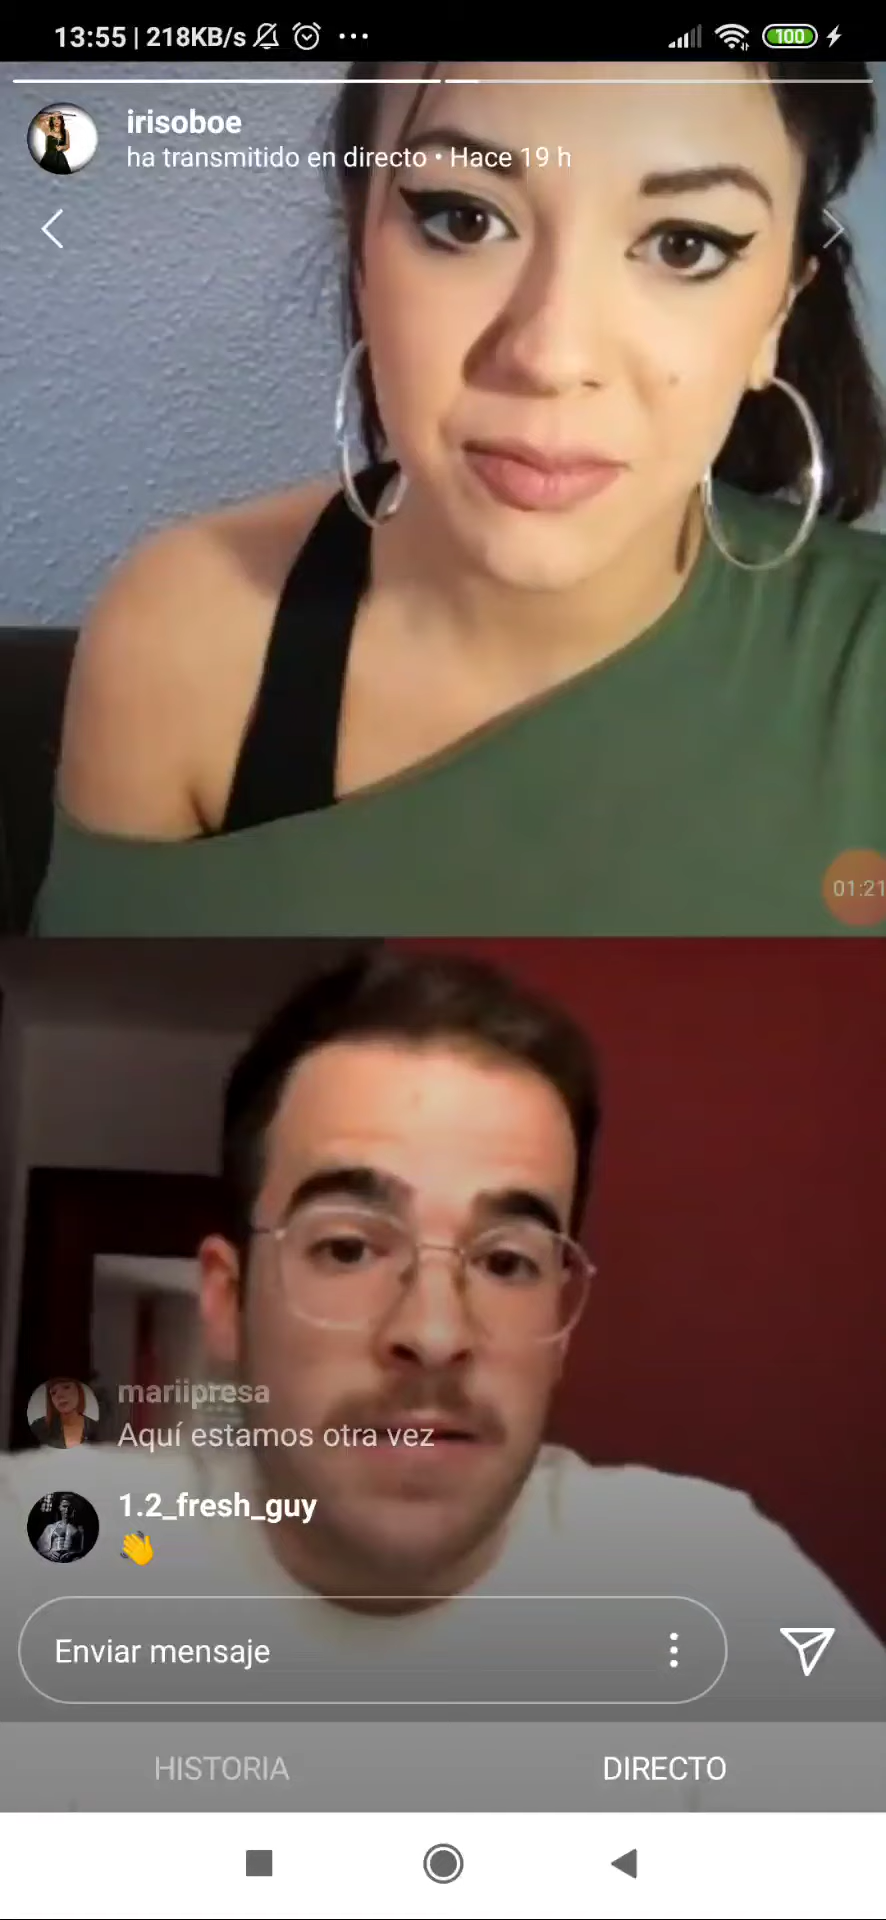 13:55 | 218KB/s
100
irisoboe
ha transmitido en directo • Hace 19 h
01:21
mariipresa
Aquí estamos otra vez
1.2_fresh_guy
👋
Enviar mensaje
HISTORIA
DIRECTO